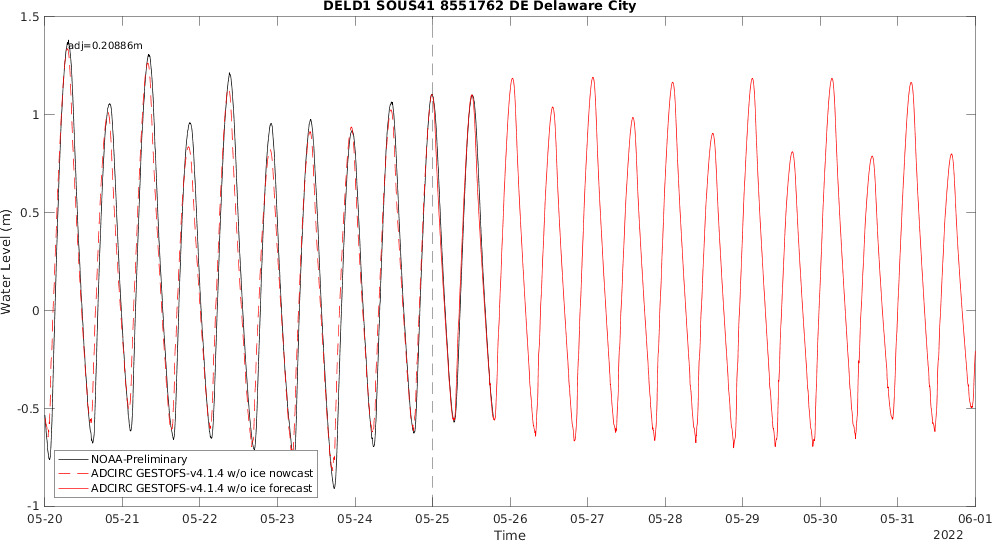 DELD1 SOUS41 8551762 DE Delaware City
1.5
adj=0.20886m
1
0.5
0
-0.5
-1
Water Level (m)
NOAA-Preliminary
ADCIRC GESTOFS-v4.1.4 w/o ice nowcast
ADCIRC GESTOFS-v4.1.4 w/o ice forecast
05-20 05-21 05-22 05-23 05-24 05-25 05-26 05-27 05-28 05-29 05-30 05-31 06-01
Time
2022